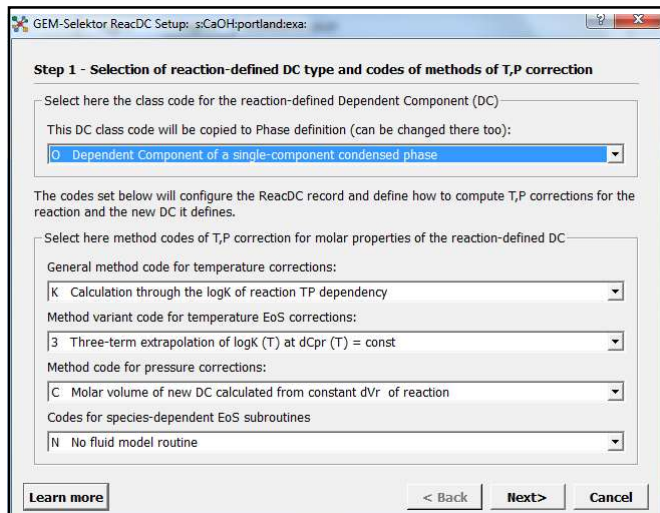 GEM-Selektor ReacDC Setup: s:CaOH:portland:exa:
Step 1 - Selection of reaction-defined DC type and codes of methods of T,P correction
Select here the class code for the reaction-defined Dependent Component (DC)
This DC class code will be copied to Phase definition (can be changed there too):
O Dependent Component of a single-component condensed phase
The codes set below will configure the ReacDC record and define how to compute T,P corrections for the
reaction and the new DC it defines.
Select here method codes of T,P correction for molar properties of the reaction-defined DC
General method code for temperature corrections:
K Calculation through the logK of reaction TP dependency
Method variant code for temperature EoS corrections:
3 Three-term extrapolation of logK (T) at dCpr (T) = const
Method code for pressure corrections:
C Molar volume of new DC calculated from constant dVr of reaction
Codes for species-dependent EoS subroutines
N No fluid model routine
Learn more
< Back
Next>
Cancel